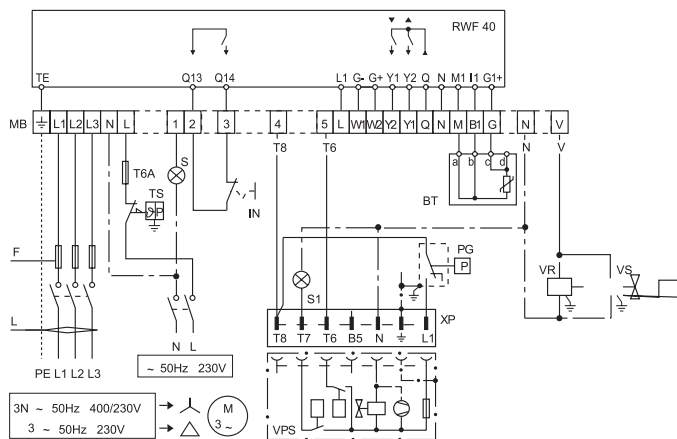 RWF 40
TE Q13 Q14 L1 G- G+ Y1 Y2 Q N M1 I1 G1+
MB L1 L2 L3 N L 1 2 3 4 5 L W1 W2 Y2 Y1 Q N M B1 G N V
T8 T6 N V
S
a b c d
T6A
TS
P
IN
BT
F
PG
P
VR VS
S1
XP
L
T8 T7 T6 B5 N L1
N L
PE L1 L2 L3
~ 50Hz 230V
VPS
3N ~ 50Hz 400/230V
3 ~ 50Hz 230V
M
3 ~